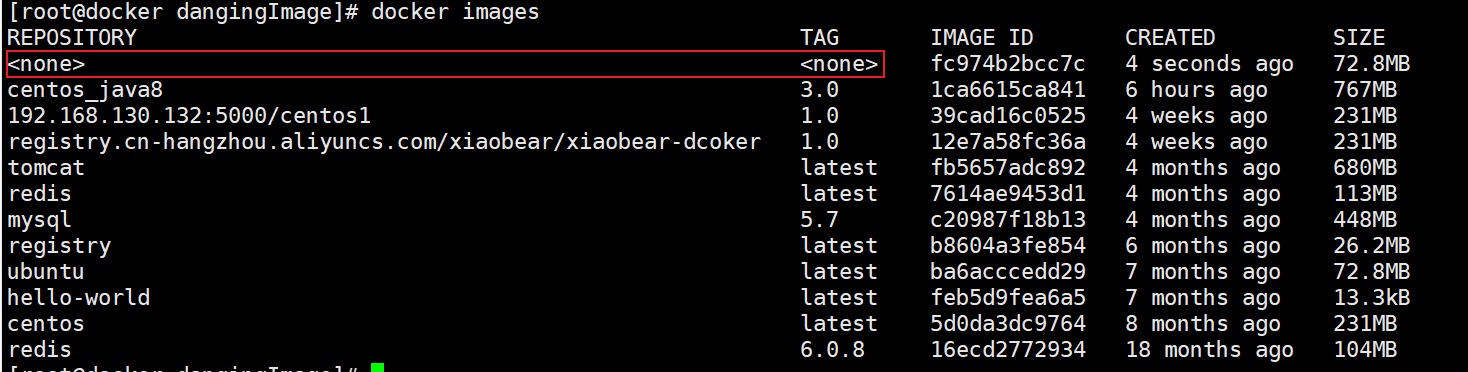 [root@docker dangingImage]# docker images
REPOSITORY TAG IMAGE ID CREATED SIZE
<none> <none> fc974b2bcc7c 4 seconds ago 72.8MB
centos_java8 3.0 1ca6615ca841 6 hours ago 767MB
192.168.130.132:5000/centos1 1.0 39cad16c0525 4 weeks ago 231MB
registry.cn-hangzhou.aliyuncs.com/xiaobear/xiaobear-dcoker 1.0 12e7a58fc36a 4 weeks ago 231MB
tomcat latest fb5657adc892 4 months ago 680MB
redis latest 7614ae9453d1 4 months ago 113MB
mysql 5.7 c20987f18b13 4 months ago 448MB
registry latest b8604a3fe854 6 months ago 26.2MB
ubuntu latest ba6acccedd29 7 months ago 72.8MB
hello-world latest feb5d9fea6a5 7 months ago 13.3kB
centos latest 5d0da3dc9764 8 months ago 231MB
redis 6.0.8 16ecd2772934 18 months ago 104MB
[root@docker dangingImage]#